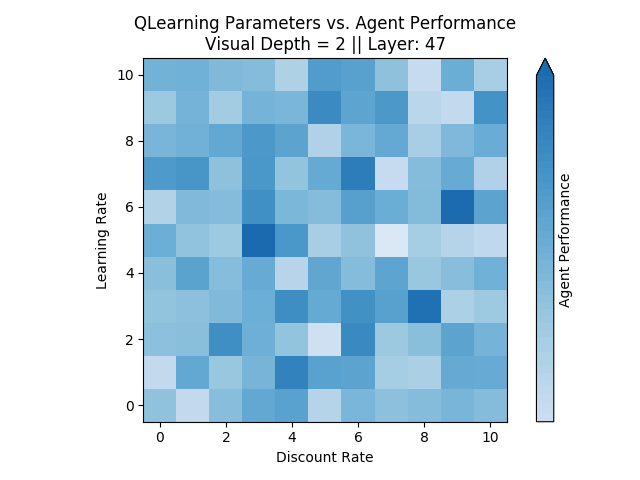 QLearning Parameters vs. Agent Performance
Visual Depth = 2 || Layer: 47
10
8
6
4
2
0
Learning Rate
0 2 4 6 8 10
Discount Rate
Agent Performance